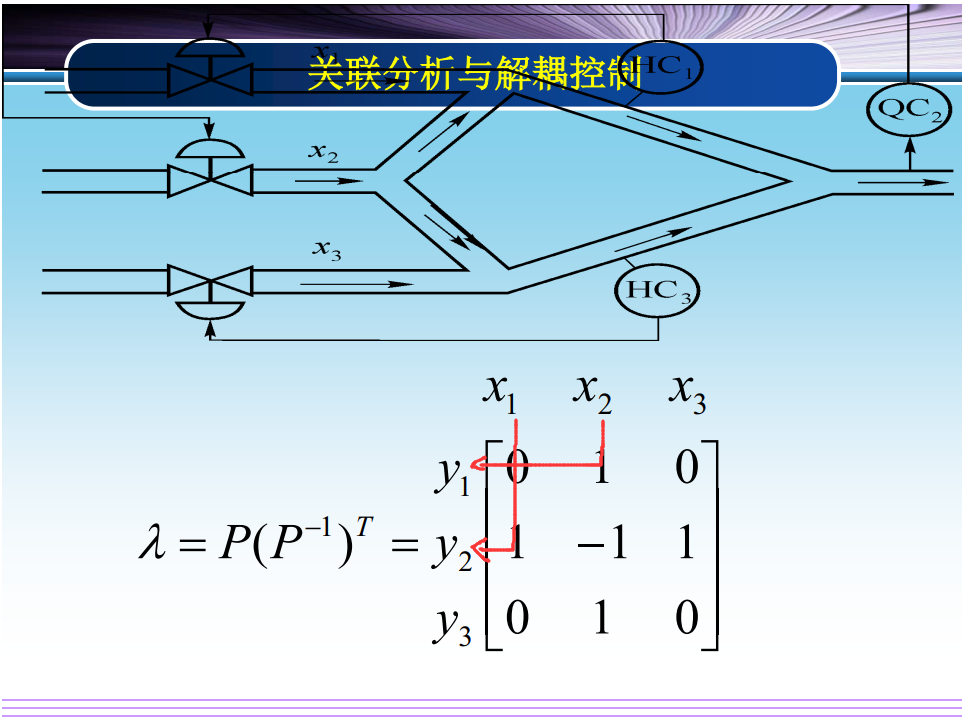 关联分析与解耦控制
x1
HC1
QC2
x2
x3
HC3
x1 x2 x3
y1 0 1 0
λ = P(P⁻¹)ᵀ = y2 1 −1 1
y3 0 1 0